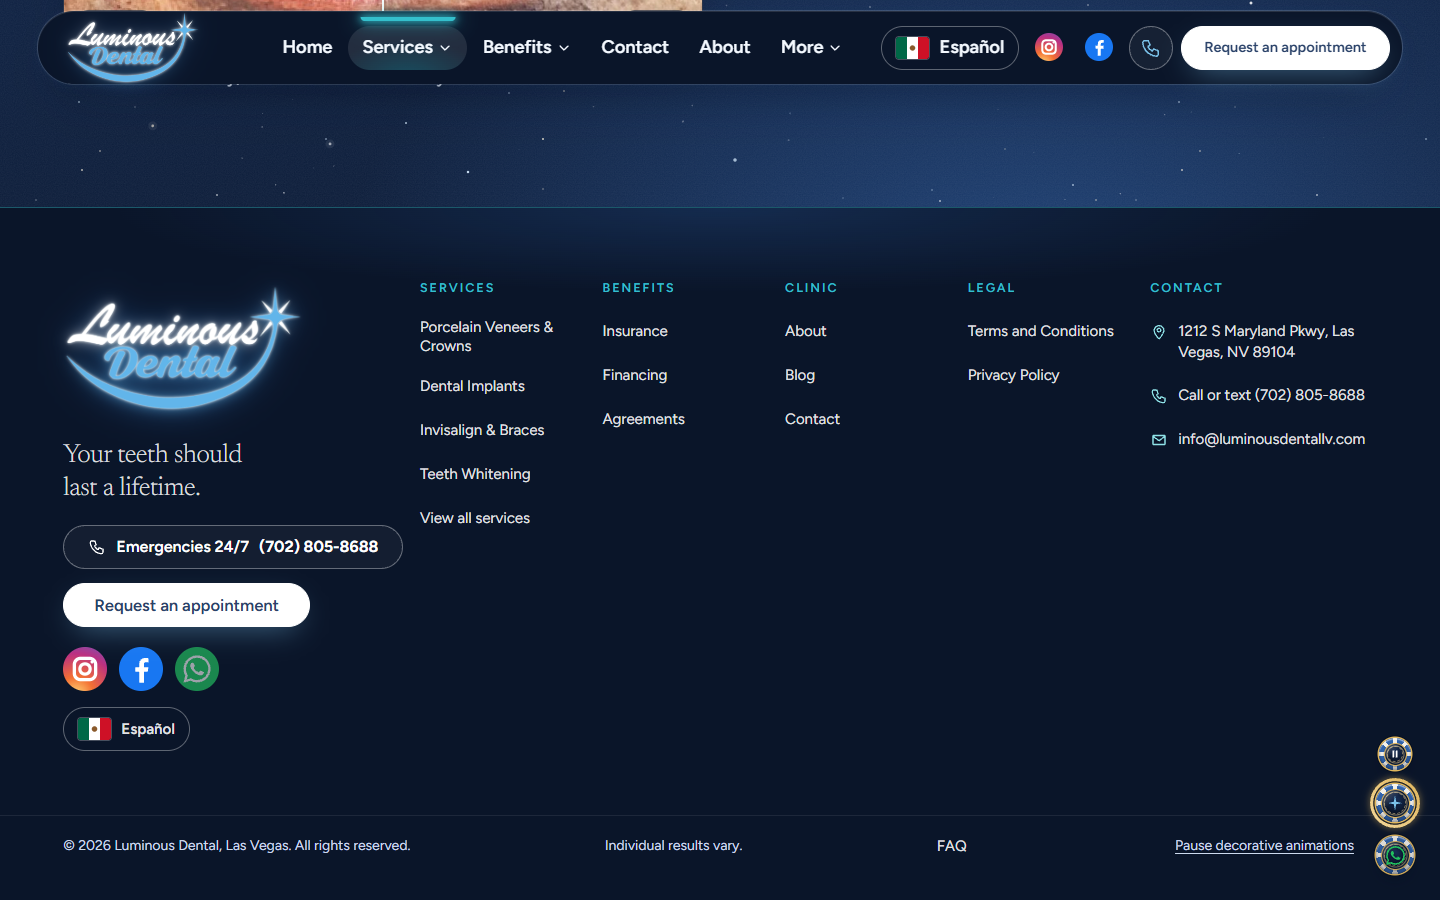 Luminous
Dental
Home
Services
Benefits
Contact
About
More
Español
Request an appointment
Luminous
Dental
Your teeth should
last a lifetime.
Emergencies 24/7 (702) 805-8688
Request an appointment
Español
SERVICES
Porcelain Veneers &
Crowns
Dental Implants
Invisalign & Braces
Teeth Whitening
View all services
BENEFITS
Insurance
Financing
Agreements
CLINIC
About
Blog
Contact
LEGAL
Terms and Conditions
Privacy Policy
CONTACT
1212 S Maryland Pkwy, Las
Vegas, NV 89104
Call or text (702) 805-8688
info@luminousdentallv.com
© 2026 Luminous Dental, Las Vegas. All rights reserved.
Individual results vary.
FAQ
Pause decorative animations